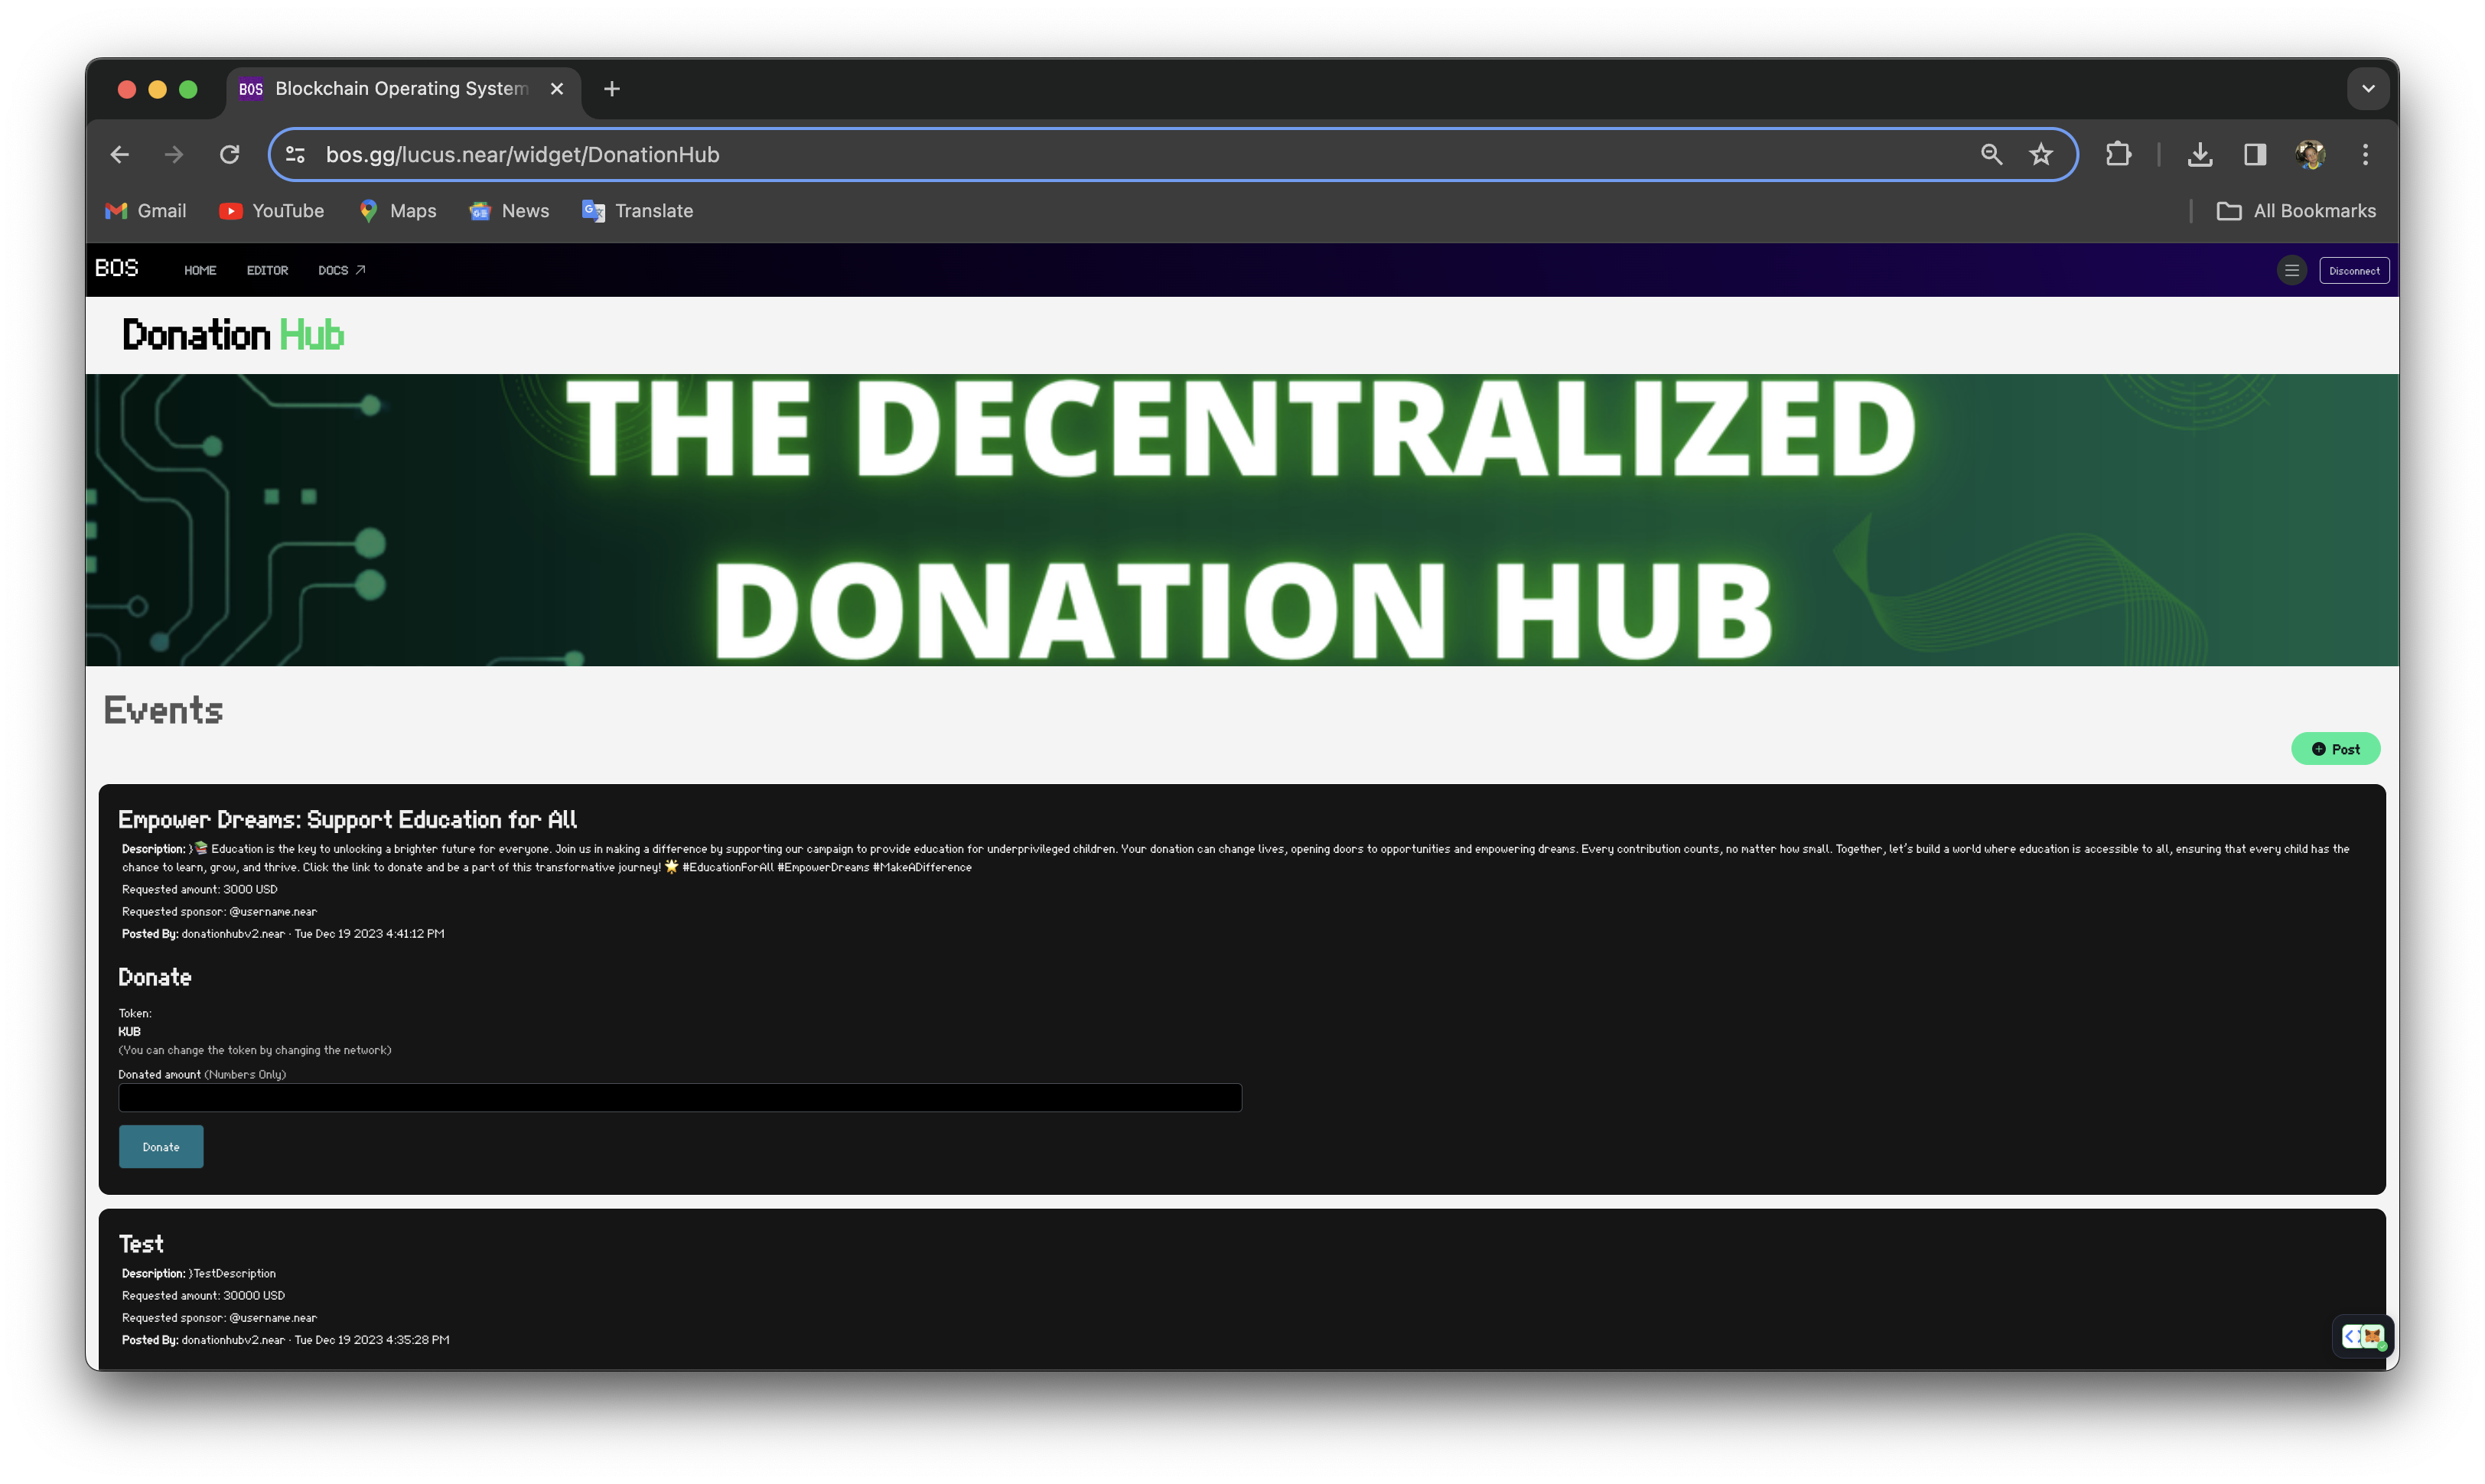 BOS Blockchain Operating System
bos.gg/lucus.near/widget/DonationHub
Gmail YouTube Maps News Translate All Bookmarks
BOS HOME EDITOR DOCS Disconnect
Donation Hub
THE DECENTRALIZED
DONATION HUB
Events
Post
Empower Dreams: Support Education for All
Description: }📚 Education is the key to unlocking a brighter future for everyone. Join us in making a difference by supporting our campaign to provide education for underprivileged children. Your donation can change lives, opening doors to opportunities and empowering dreams. Every contribution counts, no matter how small. Together, let's build a world where education is accessible to all, ensuring that every child has the
chance to learn, grow, and thrive. Click the link to donate and be a part of this transformative journey! 🌟 #EducationForAll #EmpowerDreams #MakeADifference
Requested amount: 3000 USD
Requested sponsor: @username.near
Posted By: donationhubv2.near · Tue Dec 19 2023 4:41:12 PM
Donate
Token:
KUB
(You can change the token by changing the network)
Donated amount (Numbers Only)
Donate
Test
Description: }TestDescription
Requested amount: 30000 USD
Requested sponsor: @username.near
Posted By: donationhubv2.near · Tue Dec 19 2023 4:35:28 PM